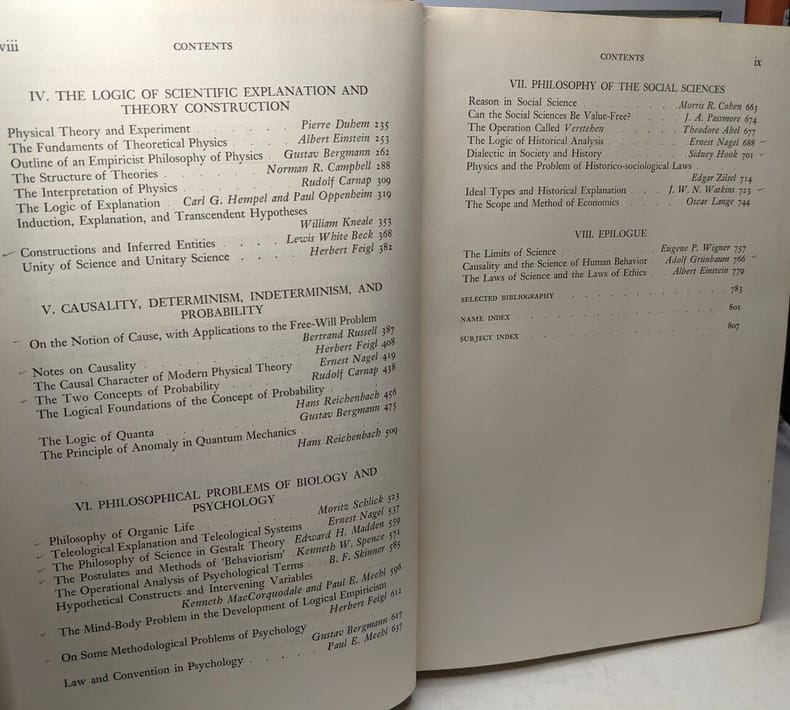 viii
CONTENTS
IV. THE LOGIC OF SCIENTIFIC EXPLANATION AND
THEORY CONSTRUCTION
Physical Theory and Experiment . . . . . . Pierre Duhem 235
The Fundaments of Theoretical Physics . . . . Albert Einstein 253
Outline of an Empiricist Philosophy of Physics . Gustav Bergmann 262
The Structure of Theories . . . . . Norman R. Campbell 288
The Interpretation of Physics . . . . . . Rudolf Carnap 309
The Logic of Explanation . Carl G. Hempel and Paul Oppenheim 319
Induction, Explanation, and Transcendent Hypotheses . . .
William Kneale 353
Constructions and Inferred Entities . . . . Lewis White Beck 368
Unity of Science and Unitary Science . . . . Herbert Feigl 382
V. CAUSALITY, DETERMINISM, INDETERMINISM, AND
PROBABILITY
On the Notion of Cause, with Applications to the Free-Will Problem
Bertrand Russell 387
Notes on Causality . . . . . . . Herbert Feigl 408
The Causal Character of Modern Physical Theory . Ernest Nagel 419
The Two Concepts of Probability . . . . . Rudolf Carnap 438
The Logical Foundations of the Concept of Probability . . .
Hans Reichenbach 456
The Logic of Quanta . . . . . . . Gustav Bergmann 475
The Principle of Anomaly in Quantum Mechanics . . .
Hans Reichenbach 509
VI. PHILOSOPHICAL PROBLEMS OF BIOLOGY AND
PSYCHOLOGY
Philosophy of Organic Life . . . . . . Moritz Schlick 523
Teleological Explanation and Teleological Systems . Ernest Nagel 537
The Philosophy of Science in Gestalt Theory . Edward H. Madden 559
The Postulates and Methods of 'Behaviorism' . Kenneth W. Spence 571
The Operational Analysis of Psychological Terms . B. F. Skinner 585
Hypothetical Constructs and Intervening Variables . . .
Kenneth MacCorquodale and Paul E. Meehl 596
The Mind-Body Problem in the Development of Logical Empiricism
Herbert Feigl 612
On Some Methodological Problems of Psychology
Gustav Bergmann 627
Law and Convention in Psychology . . . . . Paul E. Meehl 637
CONTENTS
ix
VII. PHILOSOPHY OF THE SOCIAL SCIENCES
Reason in Social Science . . . . . . Morris R. Cohen 663
Can the Social Sciences Be Value-Free? . . . J. A. Passmore 674
The Operation Called Verstehen . . . . . Theodore Abel 677
The Logic of Historical Analysis . . . . . Ernest Nagel 688
Dialectic in Society and History . . . . . Sidney Hook 701
Physics and the Problem of Historico-sociological Laws . . .
Edgar Zilsel 714
Ideal Types and Historical Explanation . . . J. W. N. Watkins 723
The Scope and Method of Economics . . . . Oscar Lange 744
VIII. EPILOGUE
The Limits of Science . . . . . . Eugene P. Wigner 757
Causality and the Science of Human Behavior . Adolf Grünbaum 766
The Laws of Science and the Laws of Ethics . . Albert Einstein 779
SELECTED BIBLIOGRAPHY . . . . . . . . . . 783
NAME INDEX . . . . . . . . . . . . 801
SUBJECT INDEX . . . . . . . . . . . 807